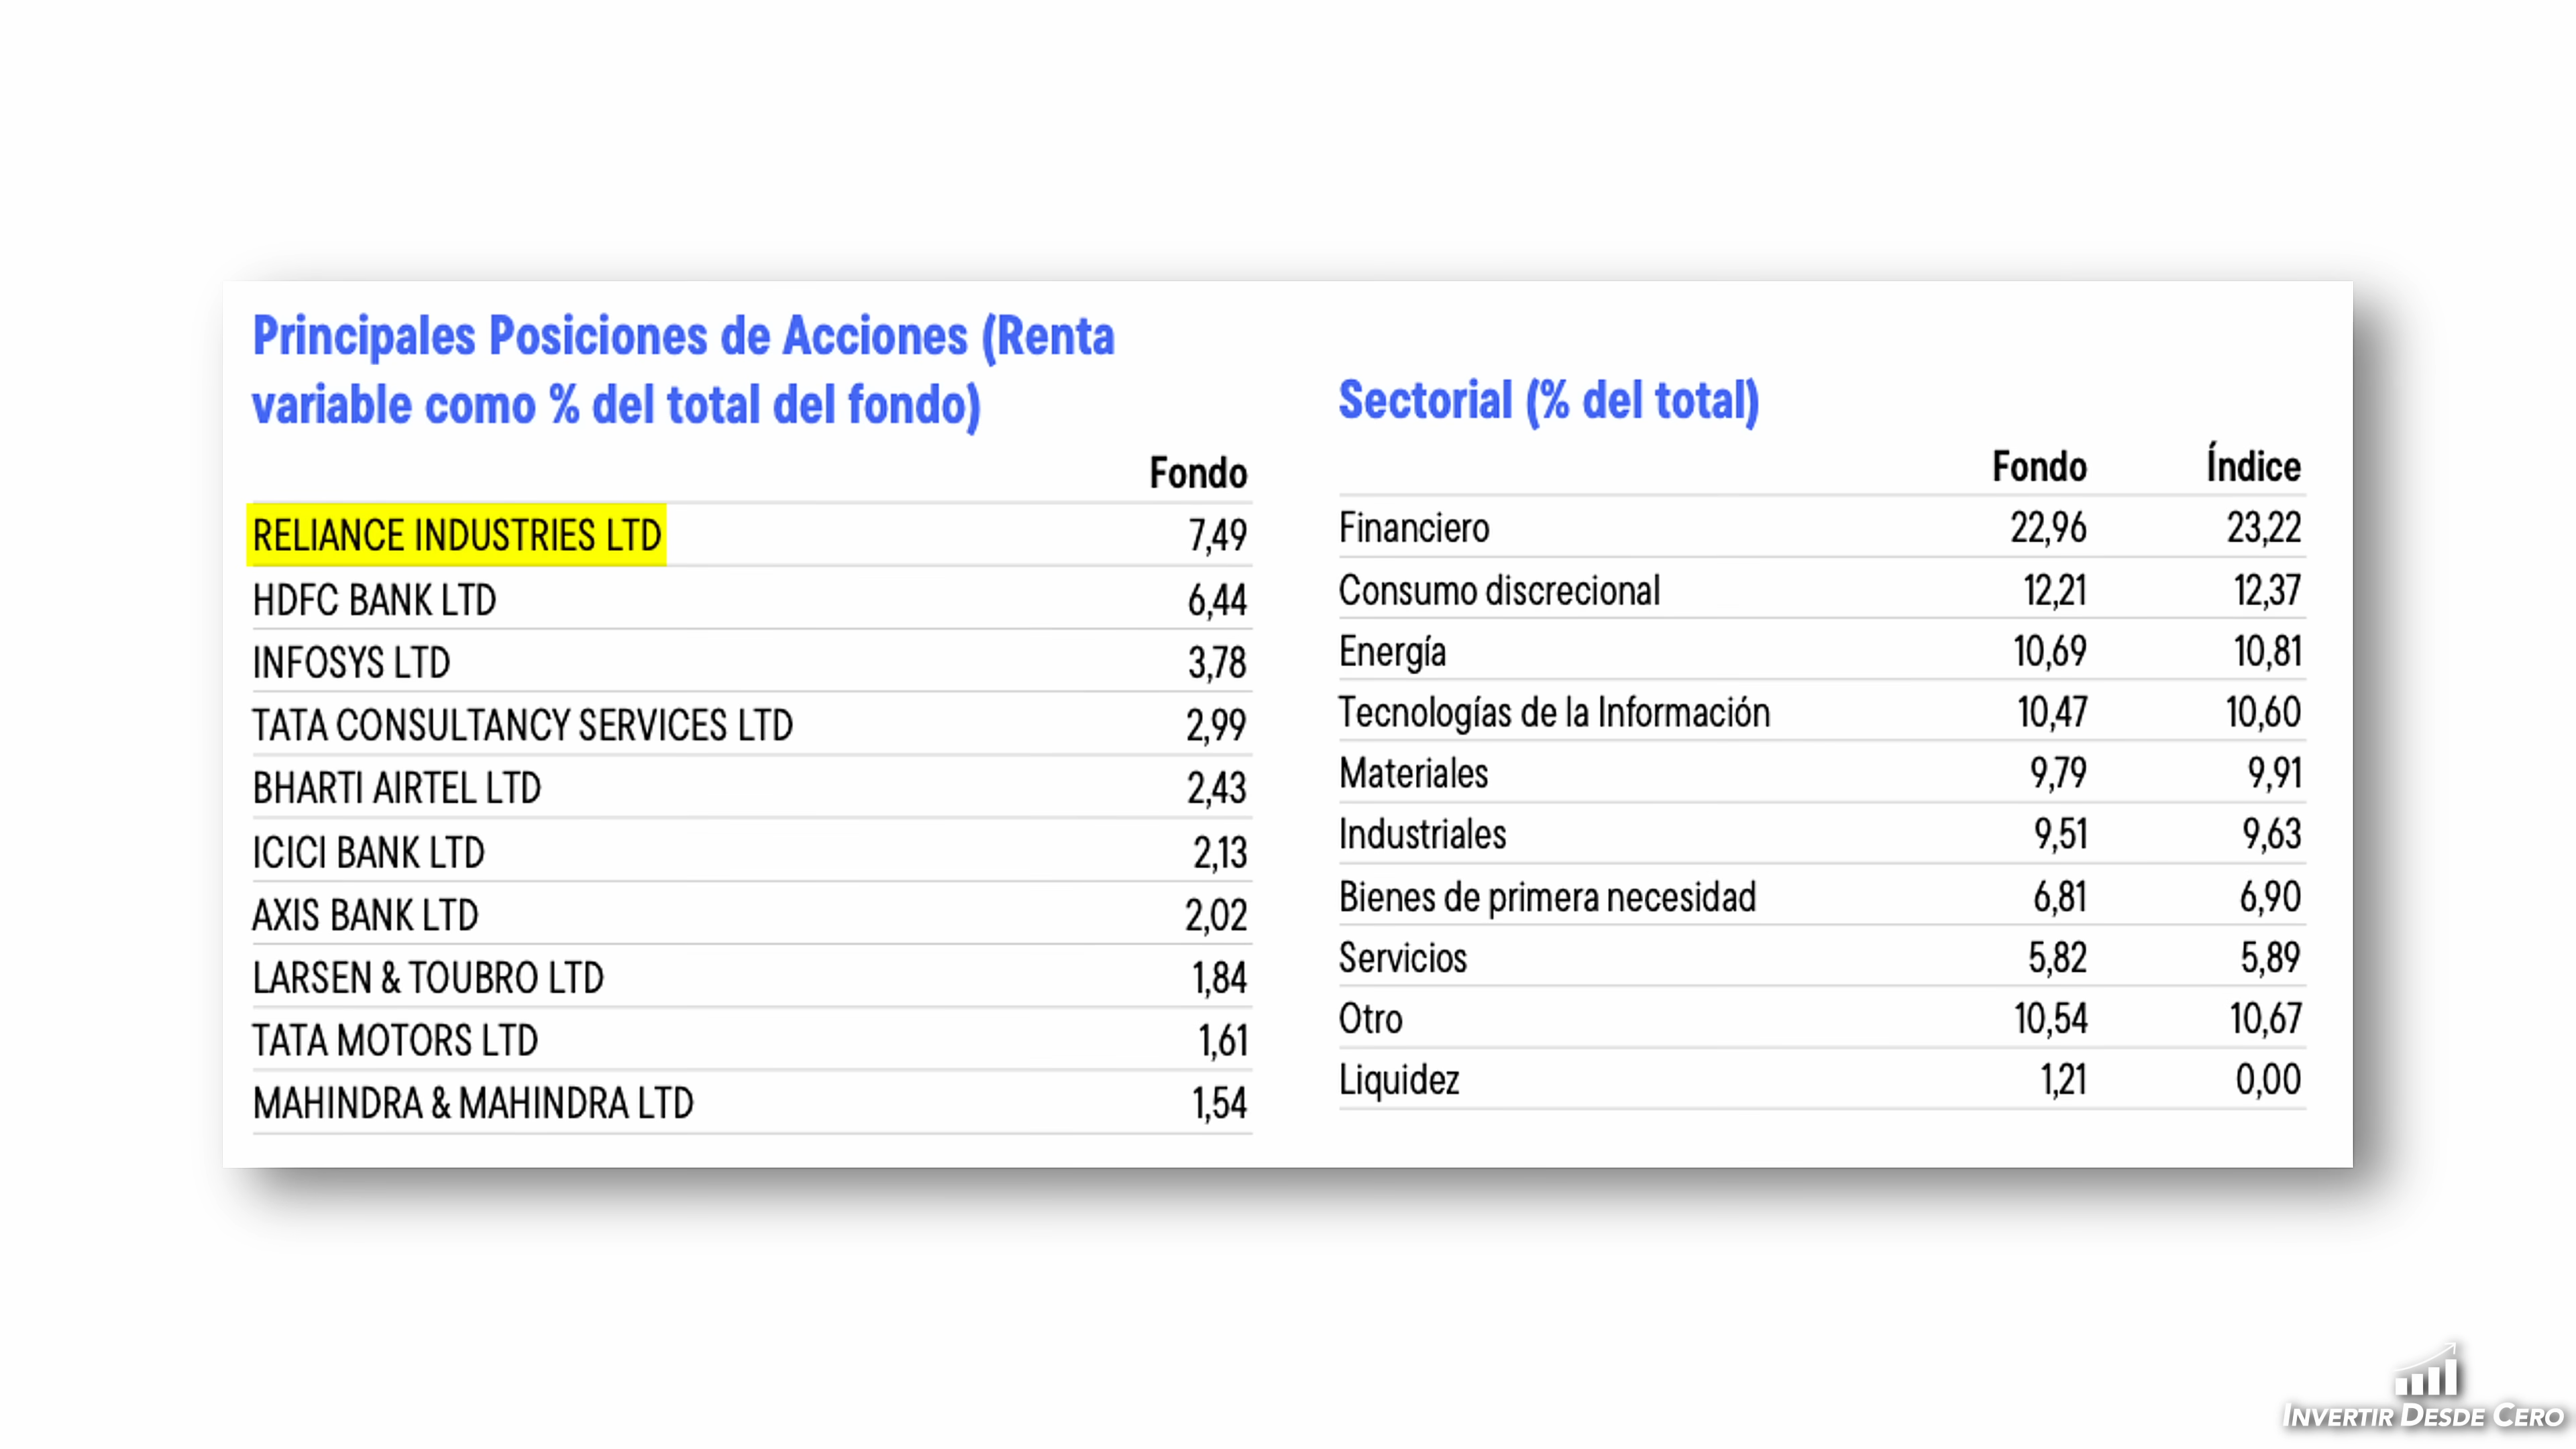 Principales Posiciones de Acciones (Renta
variable como % del total del fondo)
Fondo
RELIANCE INDUSTRIES LTD 7,49
HDFC BANK LTD 6,44
INFOSYS LTD 3,78
TATA CONSULTANCY SERVICES LTD 2,99
BHARTI AIRTEL LTD 2,43
ICICI BANK LTD 2,13
AXIS BANK LTD 2,02
LARSEN & TOUBRO LTD 1,84
TATA MOTORS LTD 1,61
MAHINDRA & MAHINDRA LTD 1,54
Sectorial (% del total)
Fondo Índice
Financiero 22,96 23,22
Consumo discrecional 12,21 12,37
Energía 10,69 10,81
Tecnologías de la Información 10,47 10,60
Materiales 9,79 9,91
Industriales 9,51 9,63
Bienes de primera necesidad 6,81 6,90
Servicios 5,82 5,89
Otro 10,54 10,67
Liquidez 1,21 0,00
INVERTIR DESDE CERO